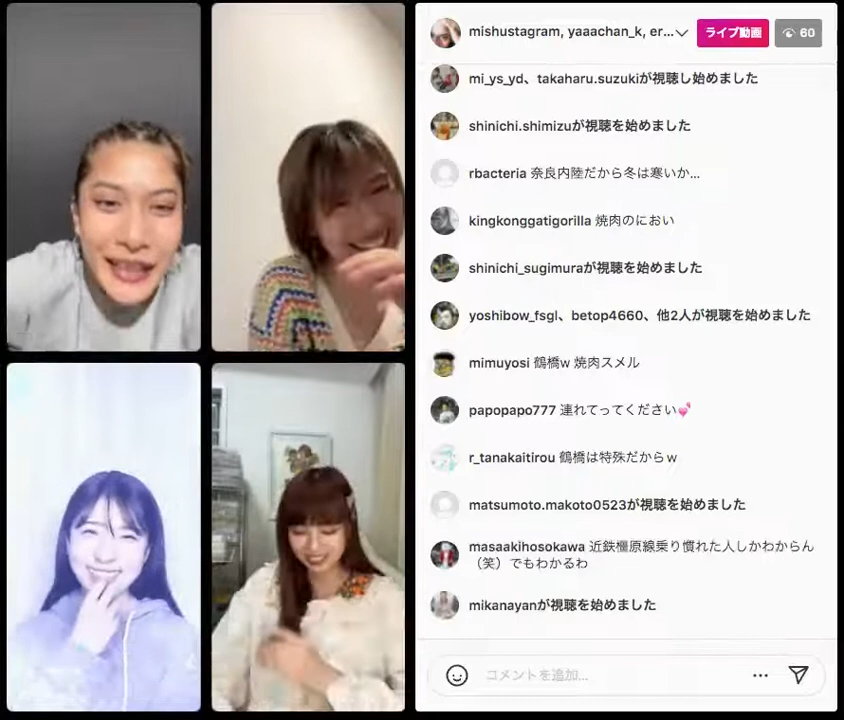 mishustagram, yaaachan_k, er...
ライブ動画
60
mi_ys_yd、takaharu.suzukiが視聴し始めました
shinichi.shimizuが視聴を始めました
rbacteria 奈良内陸だから冬は寒いか...
kingkonggatigorilla 焼肉のにおい
shinichi_sugimuraが視聴を始めました
yoshibow_fsgl、betop4660、他2人が視聴を始めました
mimuyosi 鶴橋w 焼肉スメル
papopapo777 連れてってください💕
r_tanakaitirou 鶴橋は特殊だからｗ
matsumoto.makoto0523が視聴を始めました
masaakihosokawa 近鉄橿原線乗り慣れた人しかわからん
（笑）でもわかるわ
mikanayanが視聴を始めました
コメントを追加...